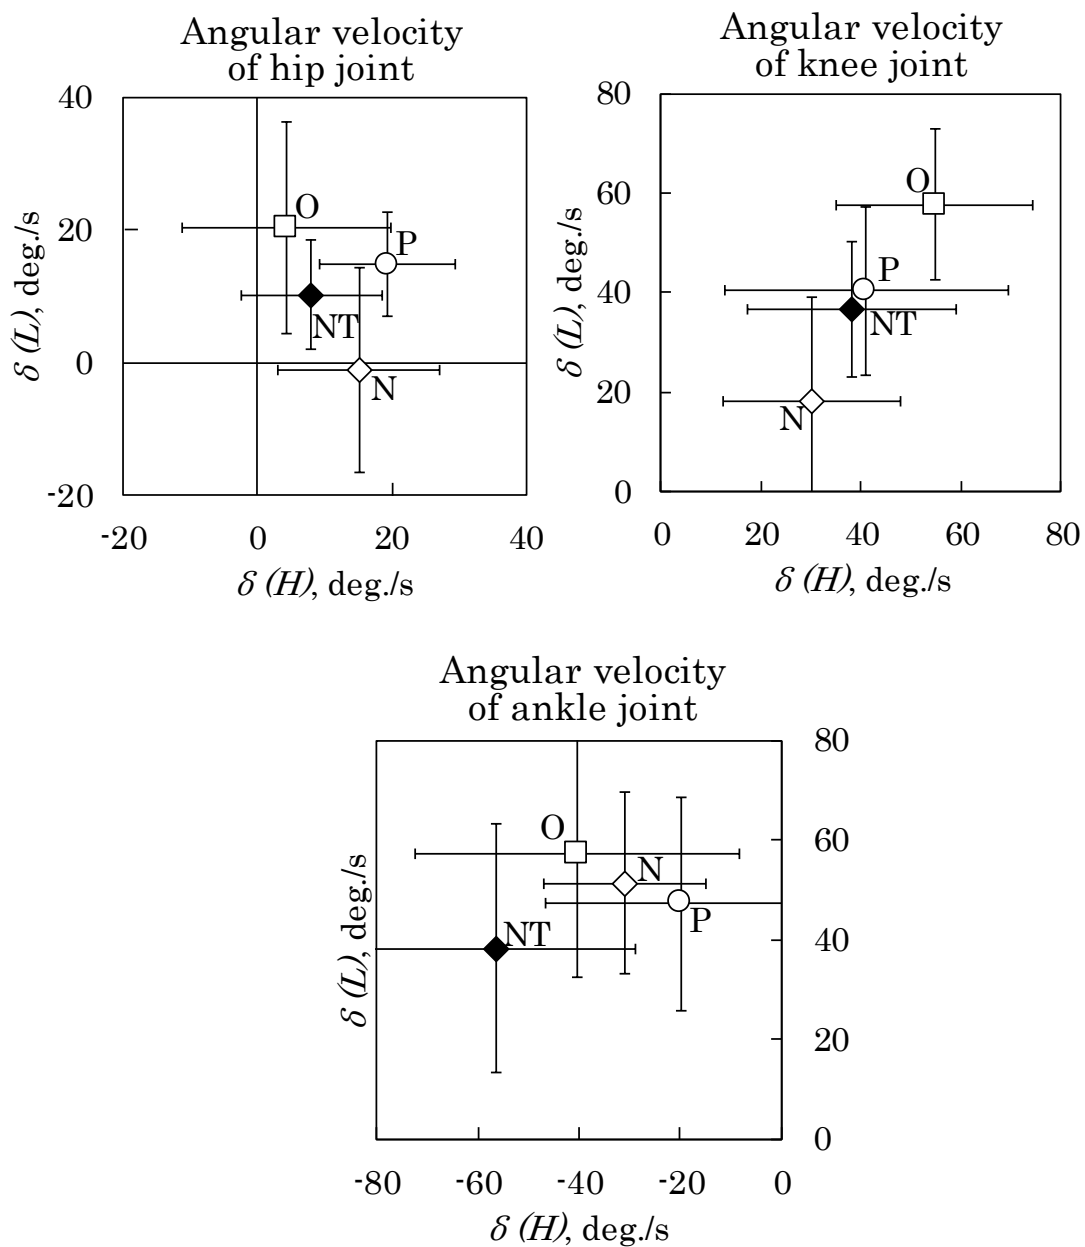 Angular velocity
of hip joint
40
20
0
-20
-20 0 20 40
δ (L), deg./s
δ (H), deg./s
O
P
NT
N
Angular velocity
of knee joint
80
60
40
20
0
0 20 40 60 80
δ (L), deg./s
δ (H), deg./s
O
P
NT
N
Angular velocity
of ankle joint
80
60
40
20
0
-80 -60 -40 -20 0
δ (L), deg./s
δ (H), deg./s
O
N
P
NT